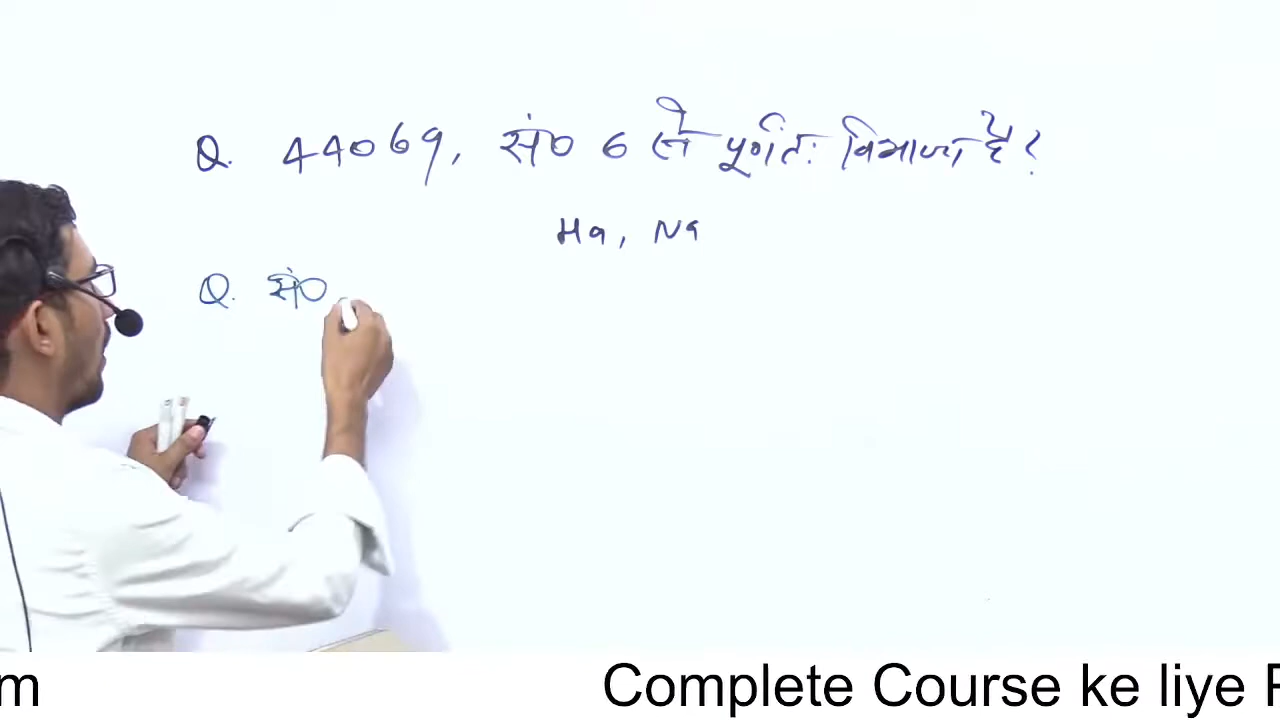 Q. 44069, सं० 6 से पूर्णतः विभाज्य है?
Ha, Na
Q. सं०
m Complete Course ke liye P